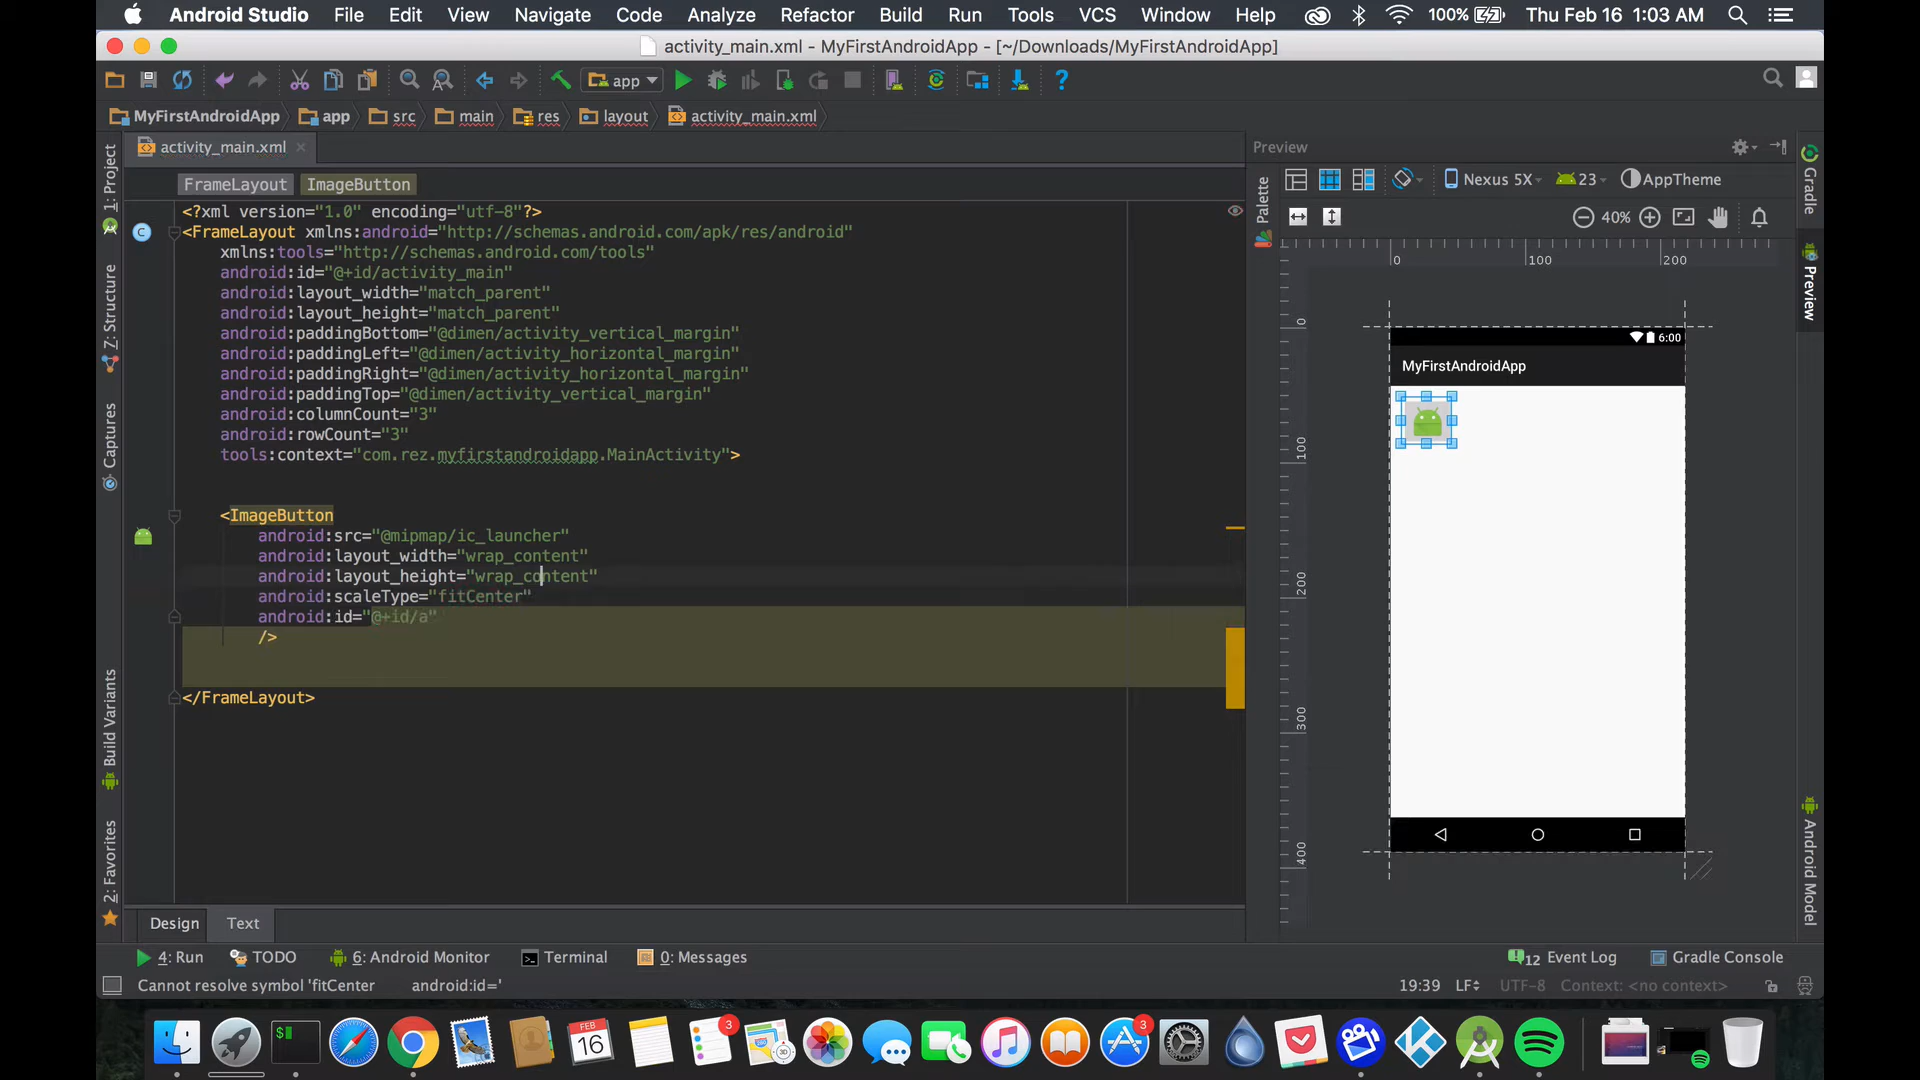 Android Studio File Edit View Navigate Code Analyze Refactor Build Run Tools VCS Window Help 100% Thu Feb 16 1:03 AM
activity_main.xml - MyFirstAndroidApp - [~/Downloads/MyFirstAndroidApp]
app
MyFirstAndroidApp app src main res layout activity_main.xml
activity_main.xml
FrameLayout ImageButton
<?xml version="1.0" encoding="utf-8"?>
<FrameLayout xmlns:android="http://schemas.android.com/apk/res/android"
xmlns:tools="http://schemas.android.com/tools"
android:id="@+id/activity_main"
android:layout_width="match_parent"
android:layout_height="match_parent"
android:paddingBottom="@dimen/activity_vertical_margin"
android:paddingLeft="@dimen/activity_horizontal_margin"
android:paddingRight="@dimen/activity_horizontal_margin"
android:paddingTop="@dimen/activity_vertical_margin"
android:columnCount="3"
android:rowCount="3"
tools:context="com.rez.myfirstandroidapp.MainActivity">
<ImageButton
android:src="@mipmap/ic_launcher"
android:layout_width="wrap_content"
android:layout_height="wrap_content"
android:scaleType="fitCenter"
android:id="@+id/a"
/>
</FrameLayout>
1: Project
7: Structure
Captures
Build Variants
2: Favorites
Preview
Nexus 5X 23 AppTheme
40%
Palette
0 100 200
0
100
200
300
400
6:00
MyFirstAndroidApp
Gradle
Preview
Android Model
Design Text
4: Run TODO 6: Android Monitor Terminal 0: Messages 12 Event Log Gradle Console
Cannot resolve symbol 'fitCenter android:id=' 19:39 LF UTF-8 Context: <no context>
$
FEB
16
3
3